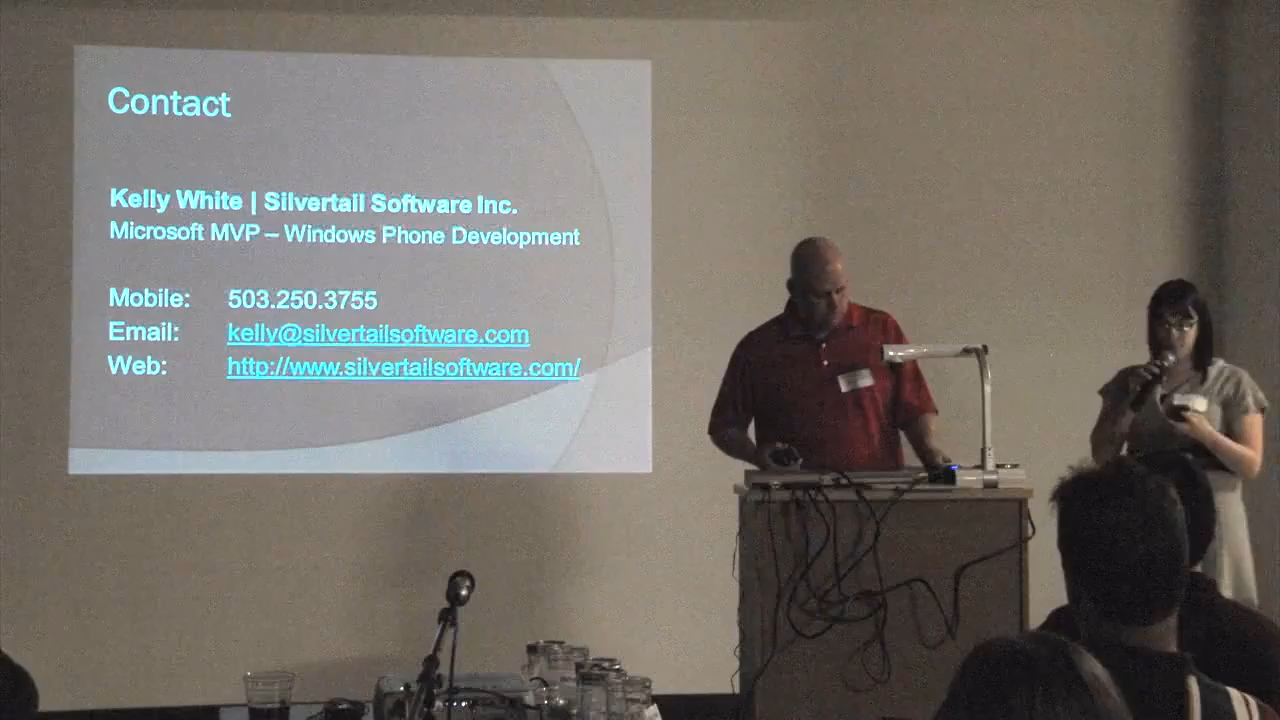 Contact
Kelly White | Silvertail Software Inc.
Microsoft MVP – Windows Phone Development
Mobile: 503.250.3755
Email: kelly@silvertailsoftware.com
Web: http://www.silvertailsoftware.com/